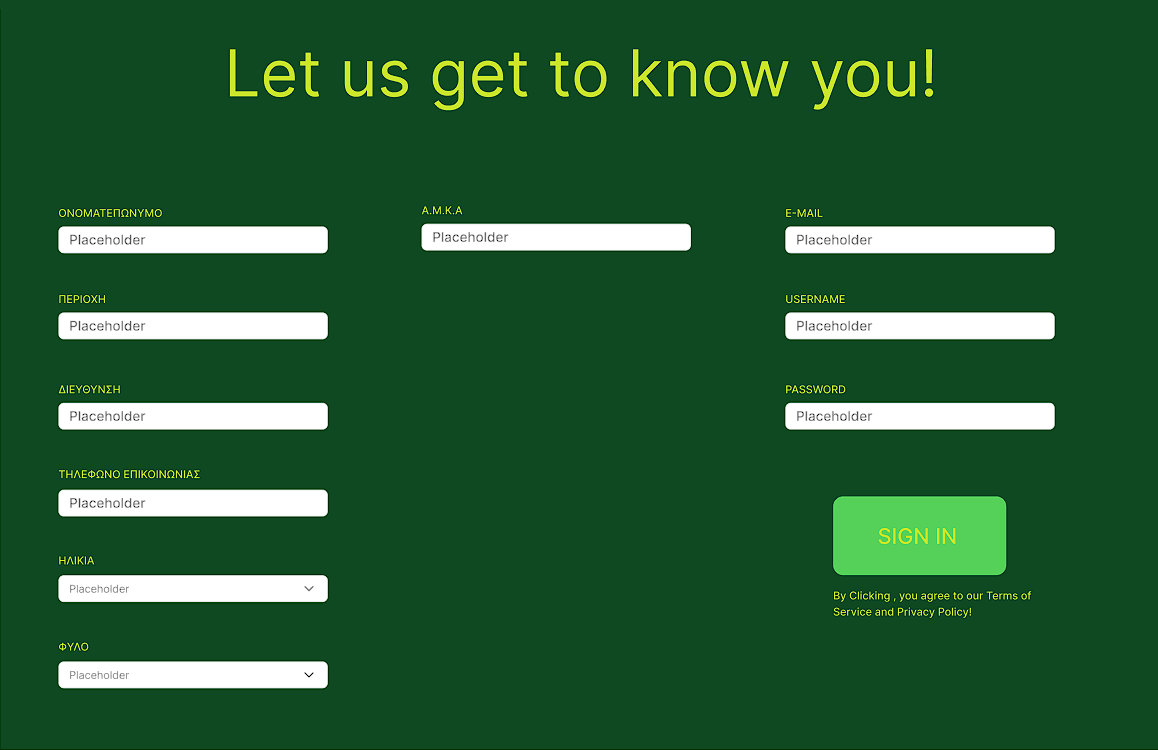 Let us get to know you!
ΟΝΟΜΑΤΕΠΩΝΥΜΟ
Placeholder
ΠΕΡΙΟΧΗ
Placeholder
ΔΙΕΥΘΥΝΣΗ
Placeholder
ΤΗΛΕΦΩΝΟ ΕΠΙΚΟΙΝΩΝΙΑΣ
Placeholder
ΗΛΙΚΙΑ
Placeholder
ΦΥΛΟ
Placeholder
Α.Μ.Κ.Α
Placeholder
E-MAIL
Placeholder
USERNAME
Placeholder
PASSWORD
Placeholder
SIGN IN
By Clicking , you agree to our Terms of
Service and Privacy Policy!